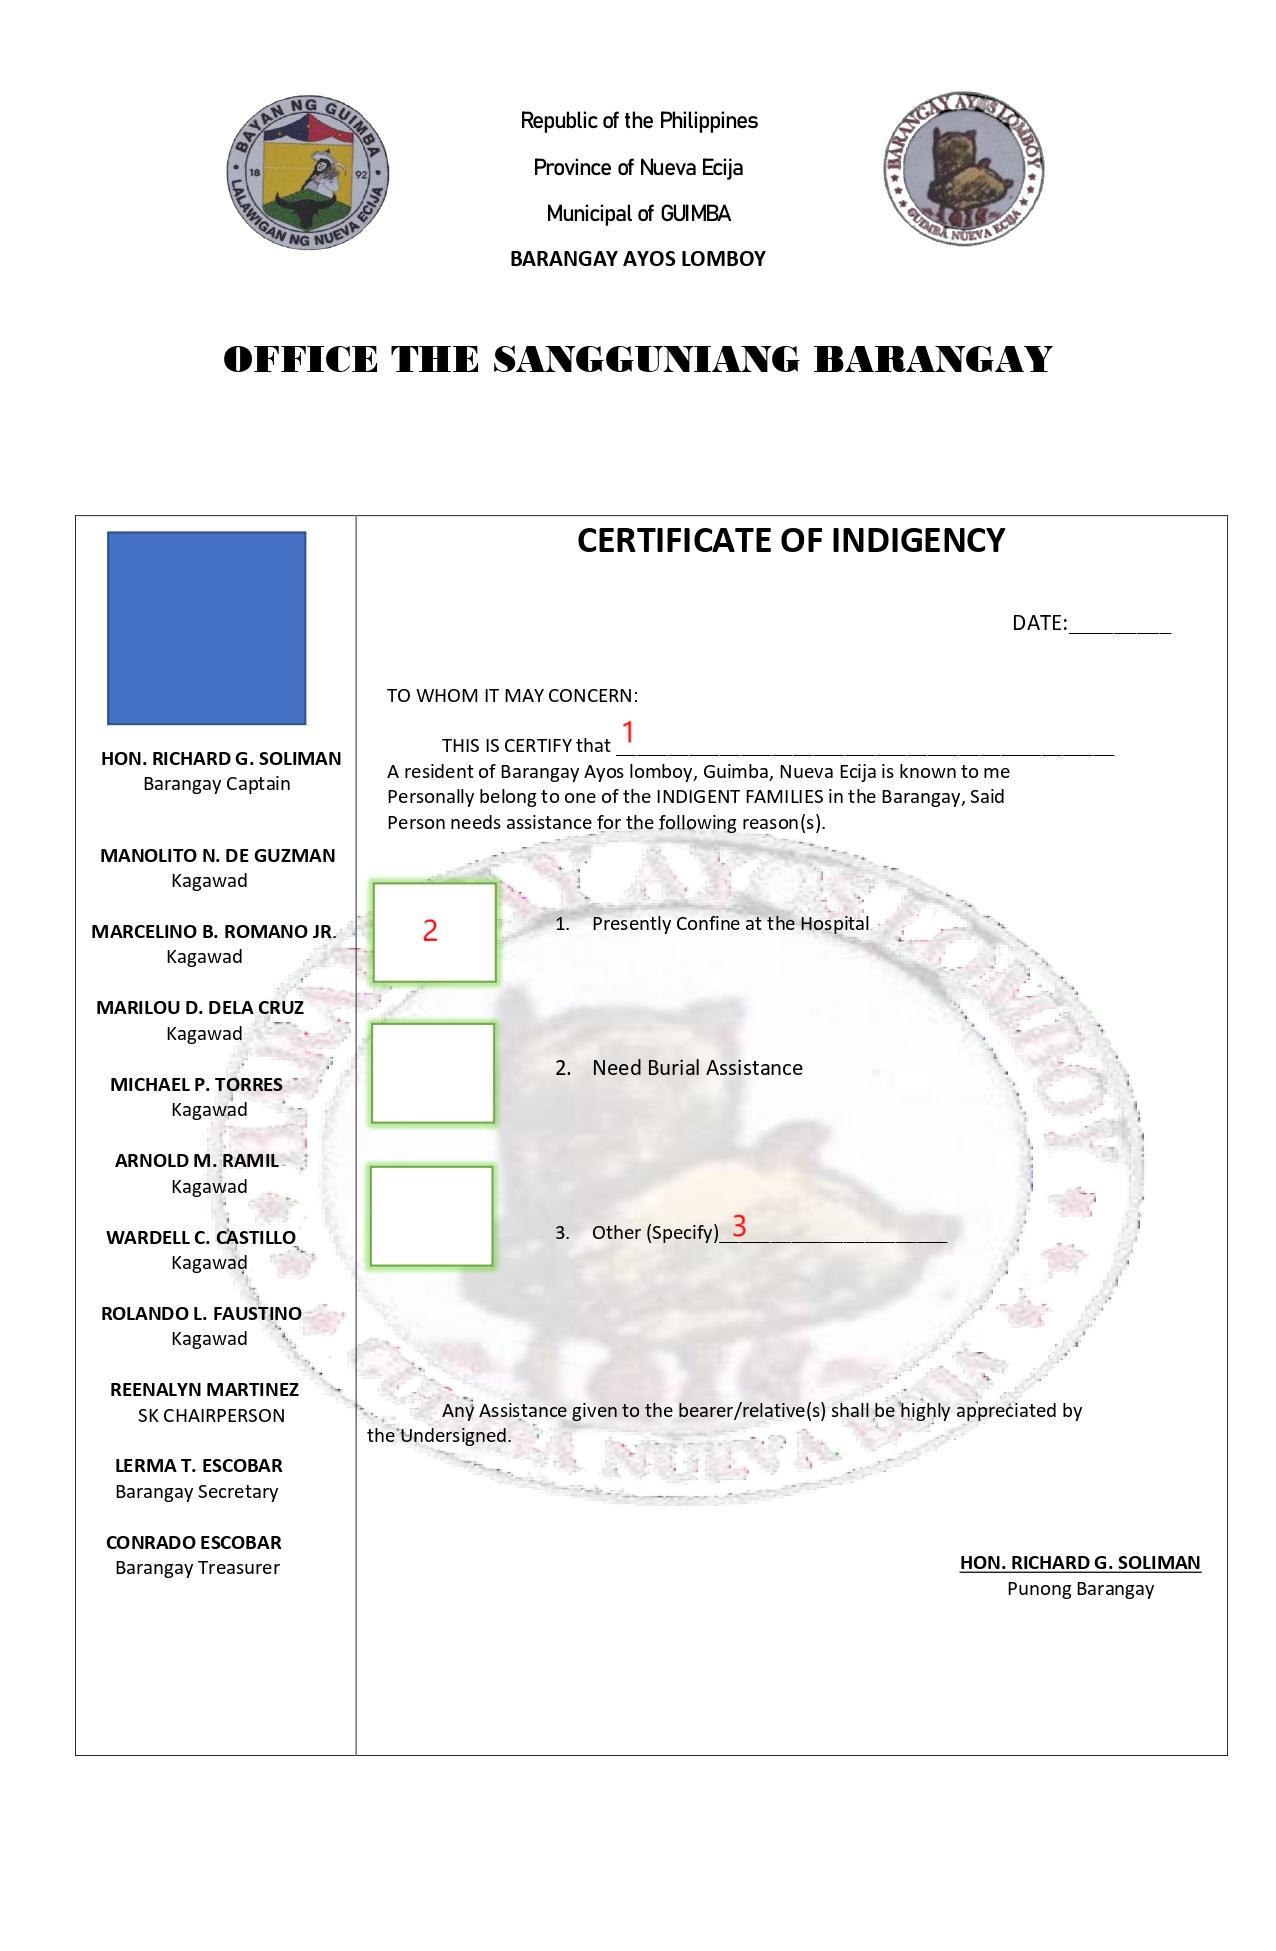 BAYAN NG GUIMBA
18 92
LALAWIGAN NG NUEVA ECIJA
Republic of the Philippines
Province of Nueva Ecija
Municipal of GUIMBA
BARANGAY AYOS LOMBOY
BARANGAY AYOS LOMBOY
GUIMBA NUEVA ECIJA
OFFICE THE SANGGUNIANG BARANGAY
HON. RICHARD G. SOLIMAN
Barangay Captain
MANOLITO N. DE GUZMAN
Kagawad
MARCELINO B. ROMANO JR.
Kagawad
MARILOU D. DELA CRUZ
Kagawad
MICHAEL P. TORRES
Kagawad
ARNOLD M. RAMIL
Kagawad
WARDELL C. CASTILLO
Kagawad
ROLANDO L. FAUSTINO
Kagawad
REENALYN MARTINEZ
SK CHAIRPERSON
LERMA T. ESCOBAR
Barangay Secretary
CONRADO ESCOBAR
Barangay Treasurer
CERTIFICATE OF INDIGENCY
DATE:_________
TO WHOM IT MAY CONCERN:
THIS IS CERTIFY that 1________________________________________________
A resident of Barangay Ayos lomboy, Guimba, Nueva Ecija is known to me
Personally belong to one of the INDIGENT FAMILIES in the Barangay, Said
Person needs assistance for the following reason(s).
2 1. Presently Confine at the Hospital
2. Need Burial Assistance
3. Other (Specify)_3____________________
Any Assistance given to the bearer/relative(s) shall be highly appreciated by
the Undersigned.
HON. RICHARD G. SOLIMAN
Punong Barangay